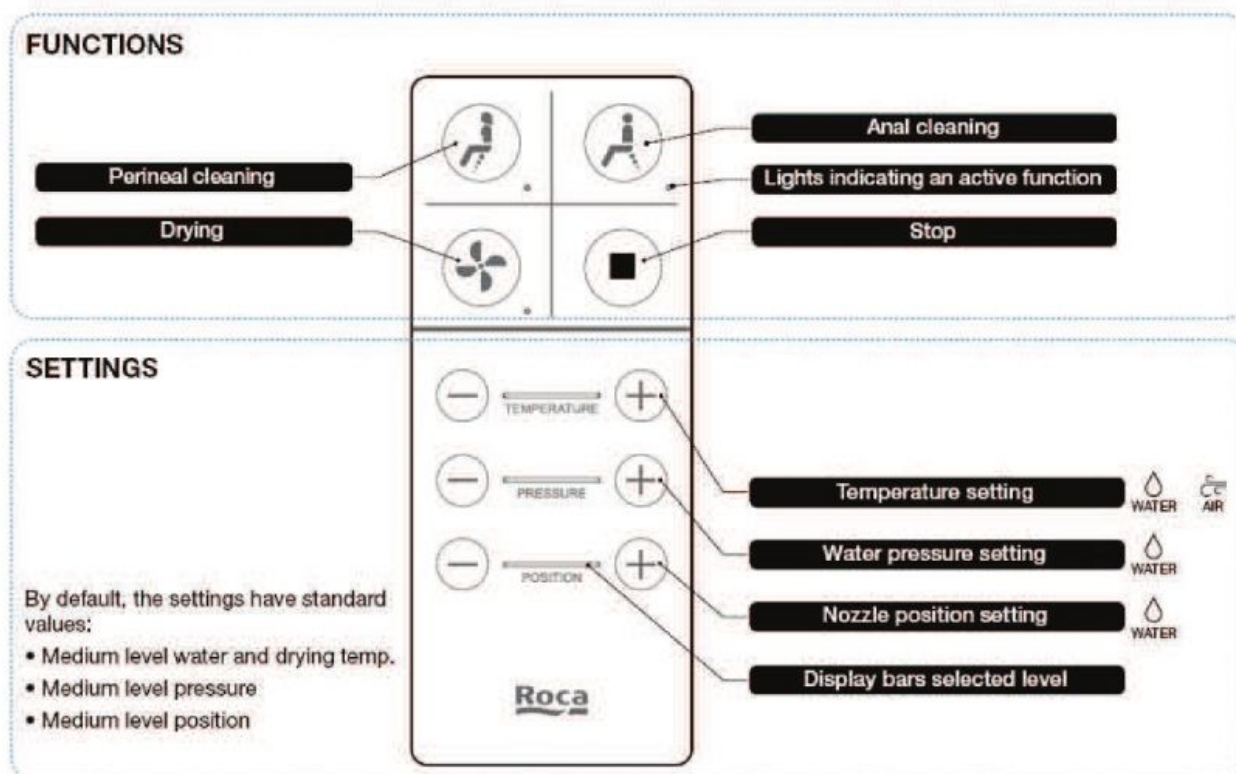 FUNCTIONS
Perineal cleaning
Drying
Anal cleaning
Lights indicating an active function
Stop
SETTINGS
TEMPERATURE
PRESSURE
POSITION
Temperature setting
WATER
AIR
Water pressure setting
WATER
Nozzle position setting
WATER
Display bars selected level
By default, the settings have standard
values:
• Medium level water and drying temp.
• Medium level pressure
• Medium level position
Roca